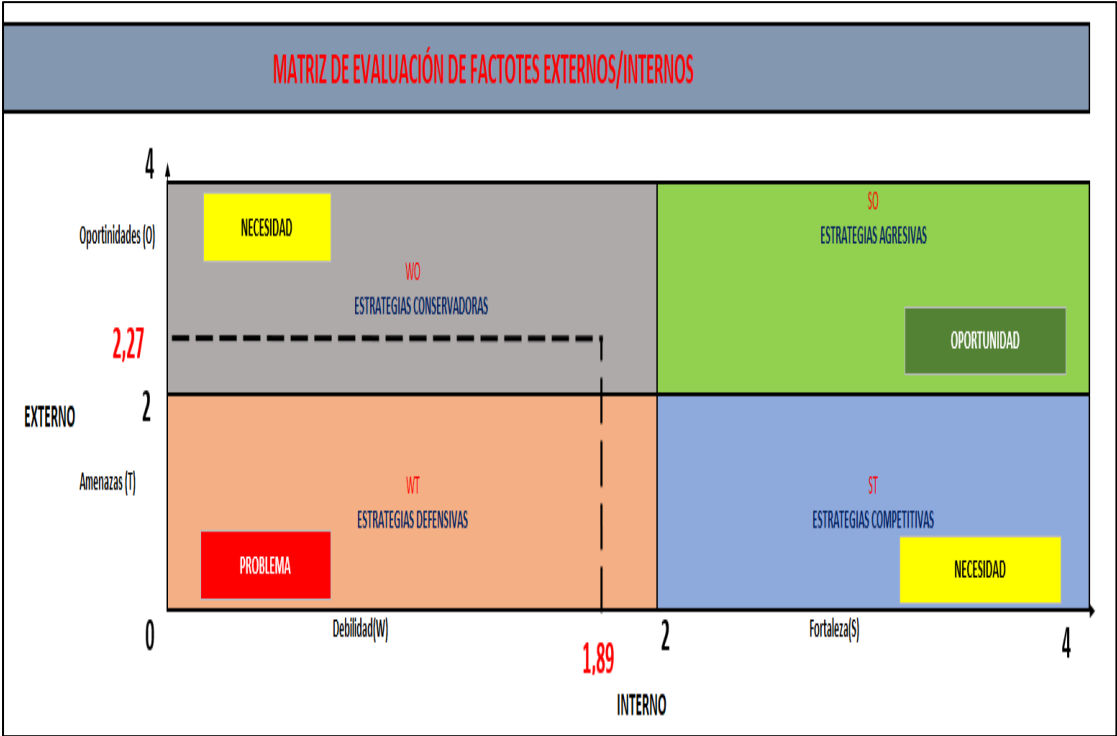 MATRIZ DE EVALUACIÓN DE FACTOTES EXTERNOS/INTERNOS
4
Oportinidades (O)
NECESIDAD
WO
ESTRATEGIAS CONSERVADORAS
SO
ESTRATEGIAS AGRESIVAS
OPORTUNIDAD
2,27
EXTERNO
2
Amenazas (T)
WT
ESTRATEGIAS DEFENSIVAS
PROBLEMA
ST
ESTRATEGIAS COMPETITIVAS
NECESIDAD
0
Debilidad(W)
1,89
2
Fortaleza(S)
4
INTERNO